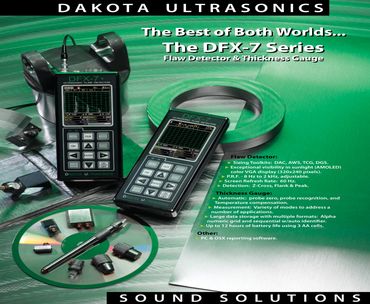 DAKOTA ULTRASONICS
The Best of Both Worlds...
The DFX-7 Series
Flaw Detector & Thickness Gauge
DFX-7+
Flaw Detector:
Sizing Toolkits: DAC, AWS, TCG, DGS.
Exceptional visibility in sunlight (AMOLED)
color VGA display (320x240 pixels).
P.R.F. - 8 Hz to 2 kHz, adjustable.
Screen Refresh Rate: 60 Hz.
Detection: Z-Cross, Flank & Peak.
Thickness Gauge:
Automatic: probe zero, probe recognition, and
Temperature compensation.
Measurement: Variety of modes to address a
number of applications.
Large data storage with multiple formats: Alpha
numeric grid and sequential w/auto identifier.
Up to 12 hours of battery life using 3 AA cells.
Other:
PC & OSX reporting software.
SOUND SOLUTIONS